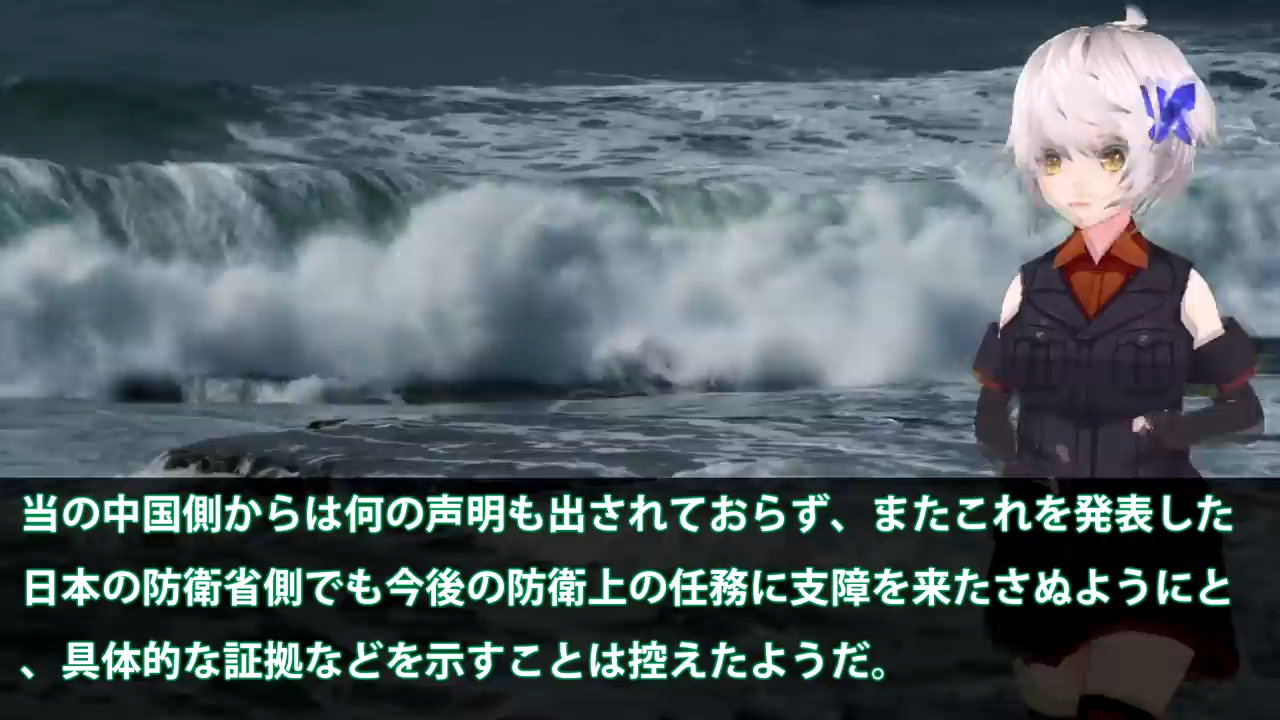 当の中国側からは何の声明も出されておらず、またこれを発表した
日本の防衛省側でも今後の防衛上の任務に支障を来たさぬようにと
、具体的な証拠などを示すことは控えたようだ。